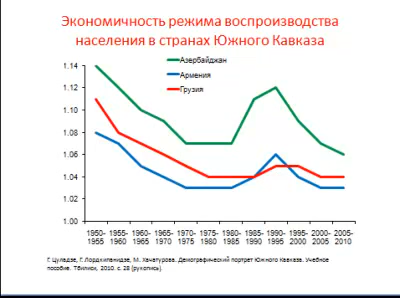 Экономичность режима воспроизводства
населения в странах Южного Кавказа
Азербайджан
Армения
Грузия
1.14
1.12
1.10
1.08
1.06
1.04
1.02
1.00
1950- 1955- 1960- 1965- 1970- 1975- 1980- 1985- 1990- 1995- 2000- 2005-
1955 1960 1965 1970 1975 1980 1985 1990 1995 2000 2005 2010
Г. Цуладзе, Г. Лордкипанидзе, М. Хачатурова. Демографический портрет Южного Кавказа. Учебное
пособие. Тбилиси, 2010. с. 28 (рукопись).